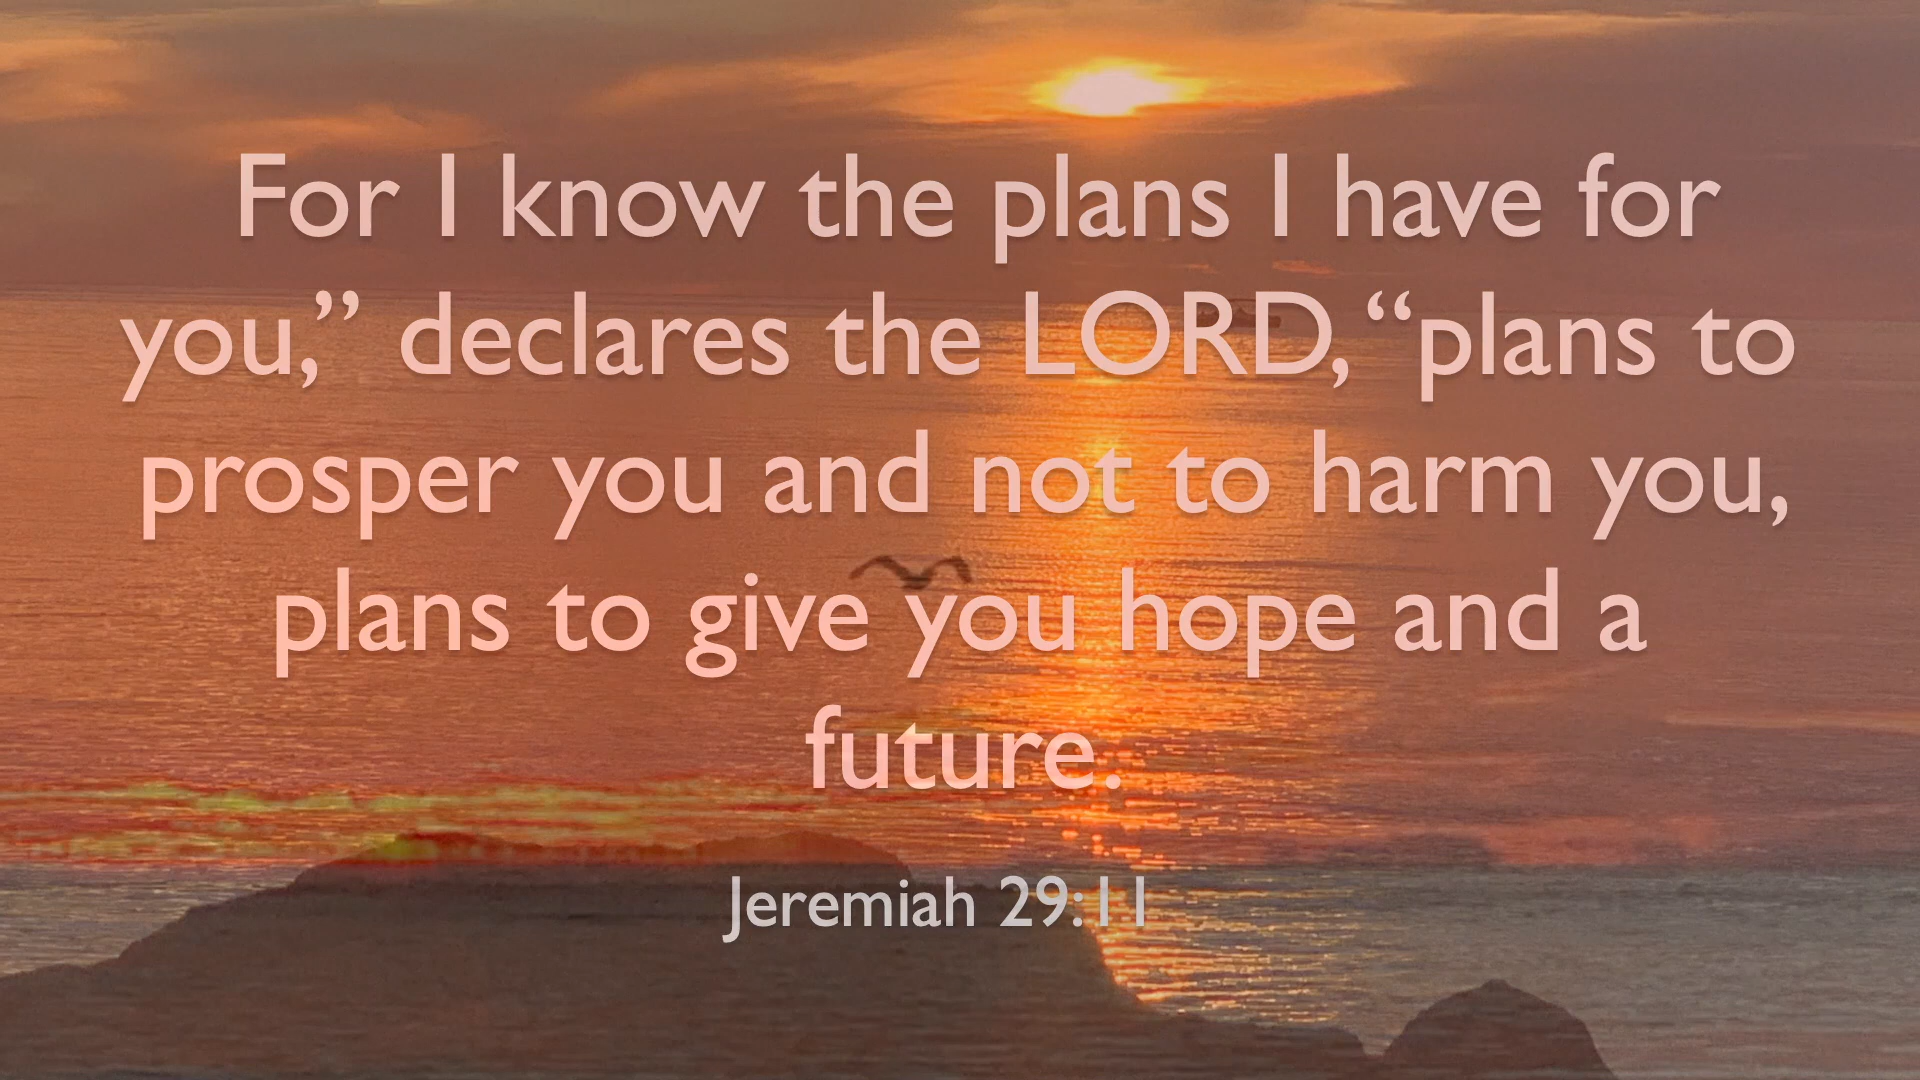 For I know the plans I have for
you,” declares the LORD, “plans to
prosper you and not to harm you,
plans to give you hope and a
future.
Jeremiah 29:11